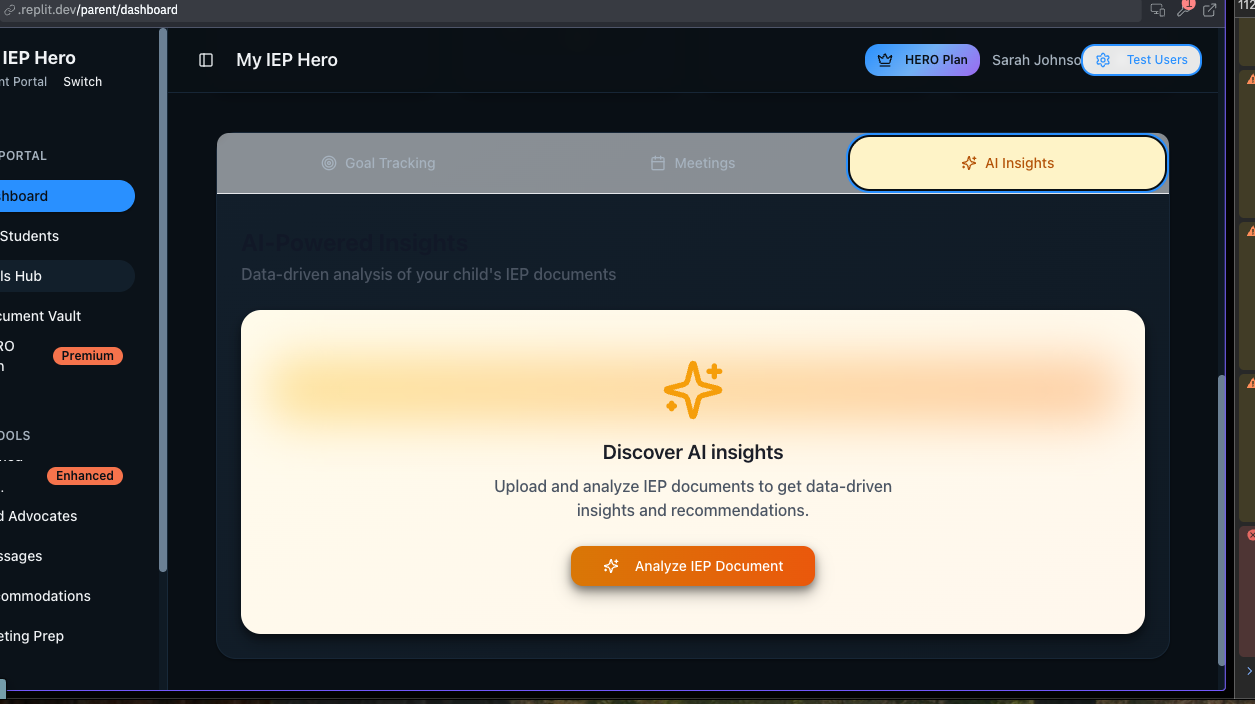 .replit.dev/parent/dashboard
1
112
IEP Hero
nt Portal Switch
My IEP Hero
HERO Plan
Sarah Johnso
Test Users
PORTAL
hboard
Students
ls Hub
cument Vault
RO
n
Premium
OOLS
Enhanced
d Advocates
ssages
ommodations
eting Prep
Goal Tracking
Meetings
AI Insights
AI-Powered Insights
Data-driven analysis of your child's IEP documents
Discover AI insights
Upload and analyze IEP documents to get data-driven
insights and recommendations.
Analyze IEP Document